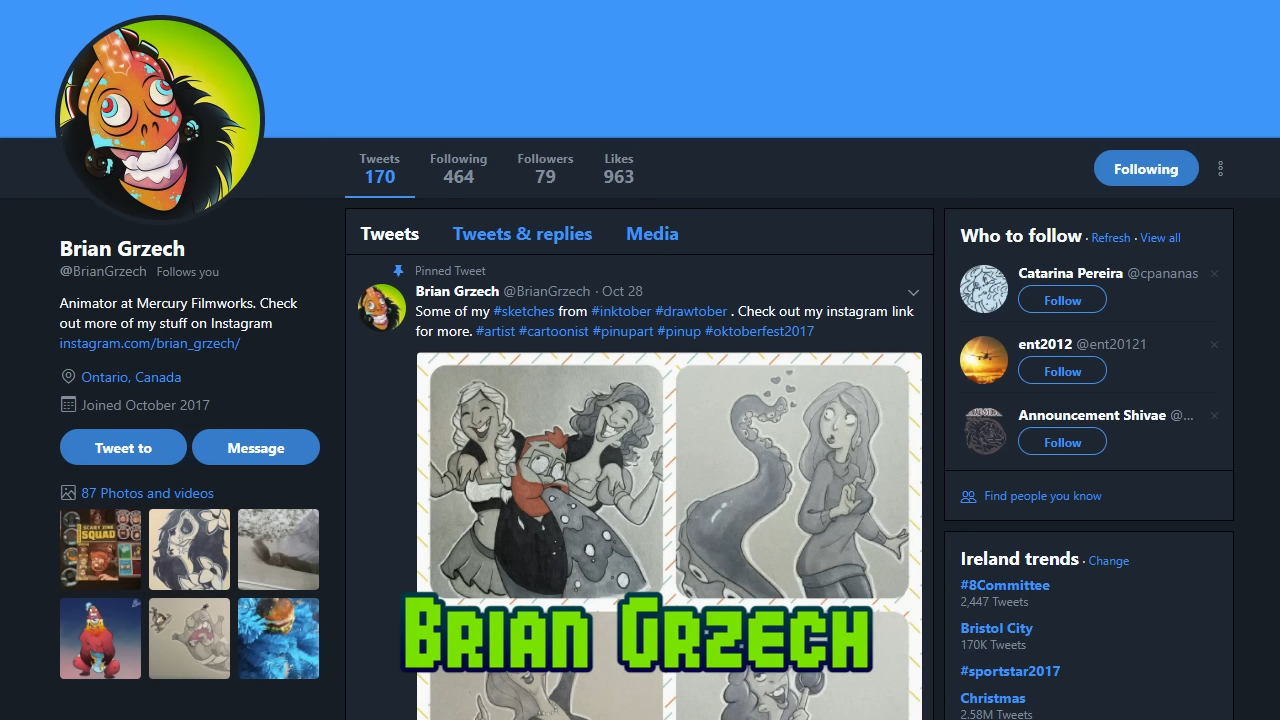 Tweets
170
Following
464
Followers
79
Likes
963
Following
Brian Grzech
@BrianGrzech Follows you
Animator at Mercury Filmworks. Check
out more of my stuff on Instagram
instagram.com/brian_grzech/
Ontario, Canada
Joined October 2017
Tweet to
Message
87 Photos and videos
SCARY ZINE
SQUAD
Tweets
Tweets & replies
Media
Pinned Tweet
Brian Grzech @BrianGrzech · Oct 28
Some of my #sketches from #inktober #drawtober . Check out my instagram link
for more. #artist #cartoonist #pinupart #pinup #oktoberfest2017
Brian Grzech
Who to follow · Refresh · View all
Catarina Pereira @cpananas
Follow
ent2012 @ent20121
Follow
Announcement Shivae @...
Follow
Find people you know
Ireland trends · Change
#8Committee
2,447 Tweets
Bristol City
170K Tweets
#sportstar2017
Christmas
2.58M Tweets